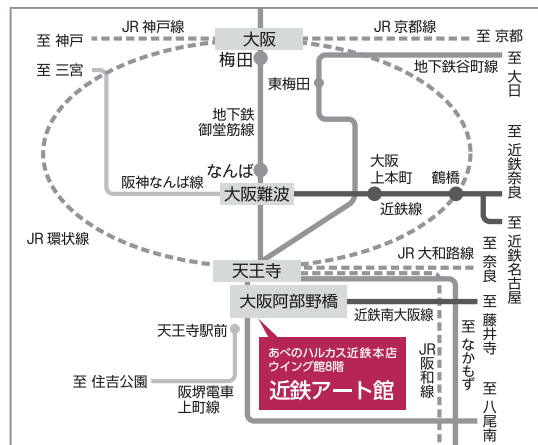 JR 神戸線
JR 京都線
至 神戸
大阪
至 京都
梅田
地下鉄谷町線
至 大日
至 三宮
東梅田
地下鉄
御堂筋線
なんば
大阪
上本町
鶴橋
至 近鉄奈良
阪神なんば線
大阪難波
近鉄線
至 近鉄名古屋
JR 環状線
JR 大和路線
至 奈良
天王寺
大阪阿部野橋
近鉄南大阪線
至 藤井寺
天王寺駅前
あべのハルカス近鉄本店
ウイング館8階
近鉄アート館
JR阪和線
至 なかもず
至 住吉公園
阪堺電車
上町線
至 八尾南